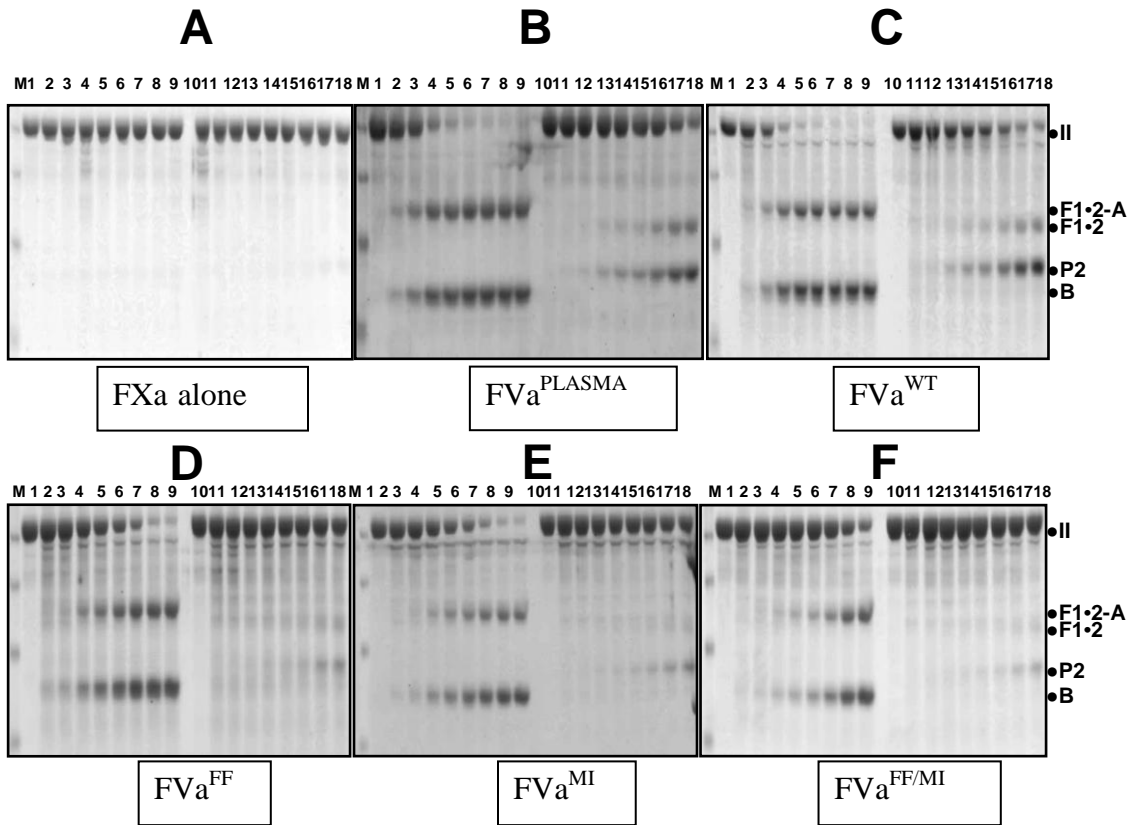 A B C
M1 2 3 4 5 6 7 8 9 10 11 12 13 1415 16 17 18
M 1 2 3 4 5 6 7 8 9 10 11 12 13 14 15 16 17 18
M 1 2 3 4 5 6 7 8 9 10 11 12 13 14 15 16 17 18
•II
•F1•2-A
•F1•2
•P2
•B
FXa alone
FVa^PLASMA
FVa^WT
D E F
M 1 2 3 4 5 6 7 8 9 10 11 12 13 14 15 16 1 18
M 1 2 3 4 5 6 7 8 9 10 11 12 13 14 15 16 17 18
M 1 2 3 4 5 6 7 8 9 10 11 12 13 14 15 16 17 18
•II
•F1•2-A
•F1•2
•P2
•B
FVa^FF
FVa^MI
FVa^FF/MI